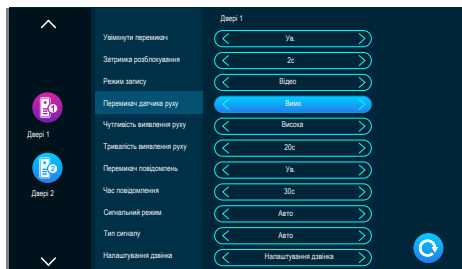 Двері 1
Увімкнути перемикач Ув.
Затримка розблокування 2с
Режим запису Відео
Перемикач датчика руху Вимк.
Чутливість виявлення руху Висока
Тривалість виявлення руху 20с
Перемикач повідомлень Ув.
Час повідомлення 30с
Сигнальний режим Авто
Тип сигналу Авто
Налаштування дзвінка Налаштування дзвінка
1
Двері 1
2
Двері 2